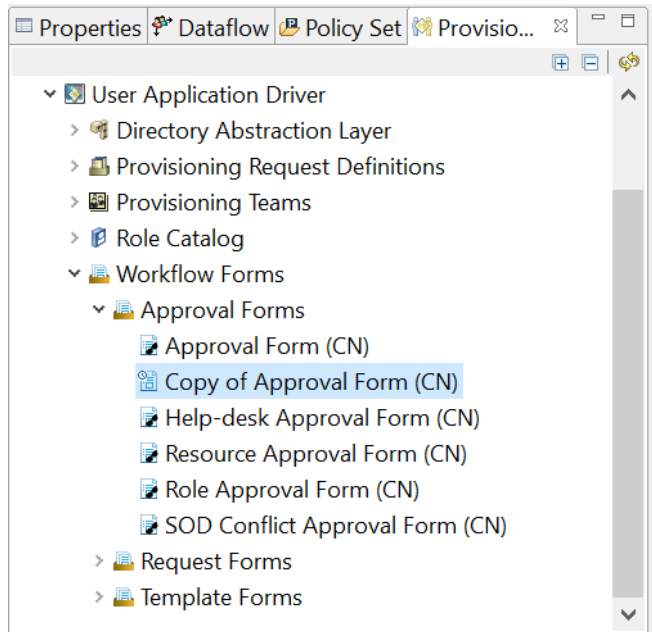 Properties Dataflow Policy Set Provisio...
User Application Driver
Directory Abstraction Layer
Provisioning Request Definitions
Provisioning Teams
Role Catalog
Workflow Forms
Approval Forms
Approval Form (CN)
Copy of Approval Form (CN)
Help-desk Approval Form (CN)
Resource Approval Form (CN)
Role Approval Form (CN)
SOD Conflict Approval Form (CN)
Request Forms
Template Forms